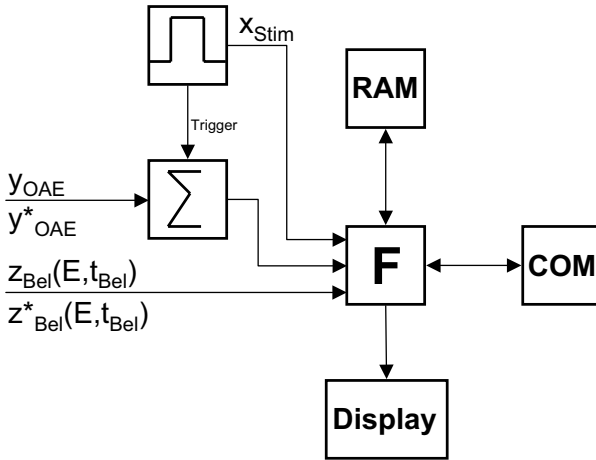 x_Stim
RAM
Trigger
y_OAE
∑
y*_OAE
z_Bel(E,t_Bel)
z*_Bel(E,t_Bel)
F
COM
Display